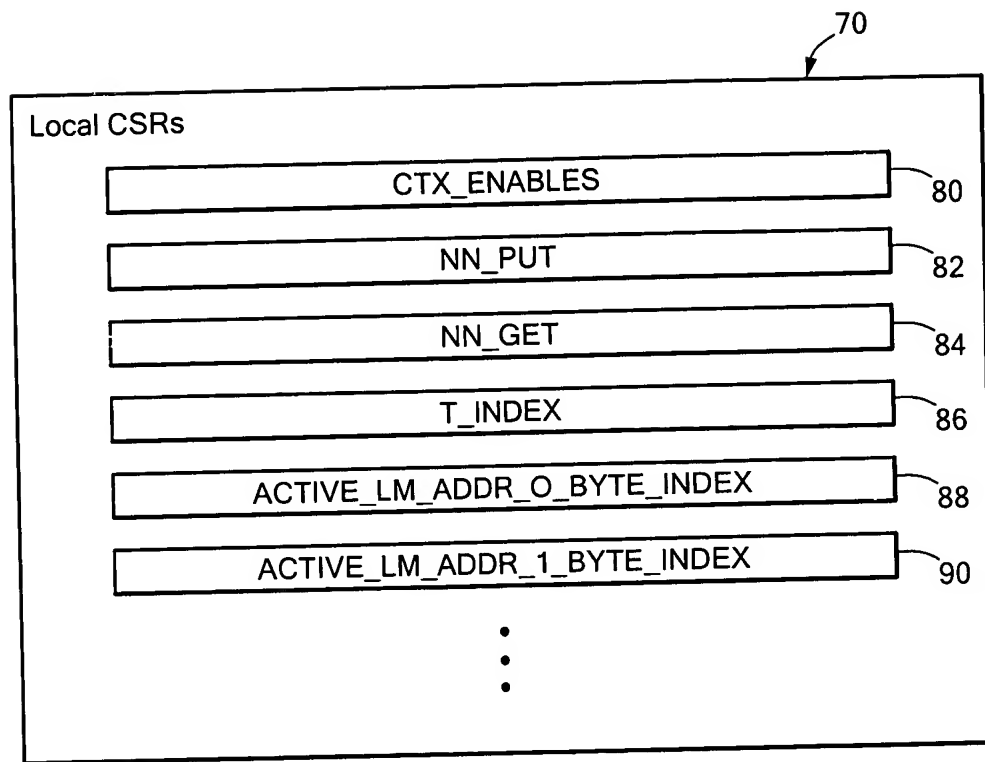 70
Local CSRs
CTX_ENABLES
80
NN_PUT
82
NN_GET
84
T_INDEX
86
ACTIVE_LM_ADDR_O_BYTE_INDEX
88
ACTIVE_LM_ADDR_1_BYTE_INDEX
90